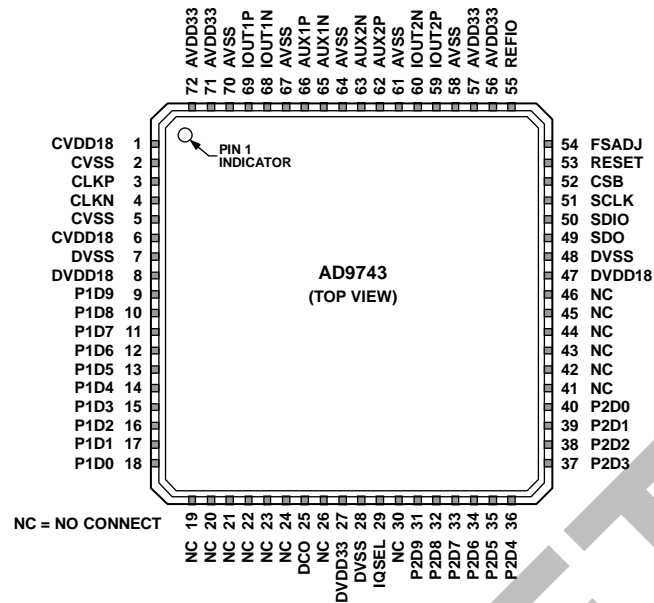 72 AVDD33
71 AVDD33
70 AVSS
69 IOUT1P
68 IOUT1N
67 AVSS
66 AUX1P
65 AUX1N
64 AVSS
63 AUX2N
62 AUX2P
61 AVSS
60 IOUT2N
59 IOUT2P
58 AVSS
57 AVDD33
56 AVDD33
55 REFIO
CVDD18 1
CVSS 2
CLKP 3
CLKN 4
CVSS 5
CVDD18 6
DVSS 7
DVDD18 8
P1D9 9
P1D8 10
P1D7 11
P1D6 12
P1D5 13
P1D4 14
P1D3 15
P1D2 16
P1D1 17
P1D0 18
PIN 1
INDICATOR
AD9743
(TOP VIEW)
54 FSADJ
53 RESET
52 CSB
51 SCLK
50 SDIO
49 SDO
48 DVSS
47 DVDD18
46 NC
45 NC
44 NC
43 NC
42 NC
41 NC
40 P2D0
39 P2D1
38 P2D2
37 P2D3
NC = NO CONNECT
NC 19
NC 20
NC 21
NC 22
NC 23
NC 24
DCO 25
NC 26
DVDD33 27
DVSS 28
IQSEL 29
NC 30
P2D9 31
P2D8 32
P2D7 33
P2D6 34
P2D5 35
P2D4 36